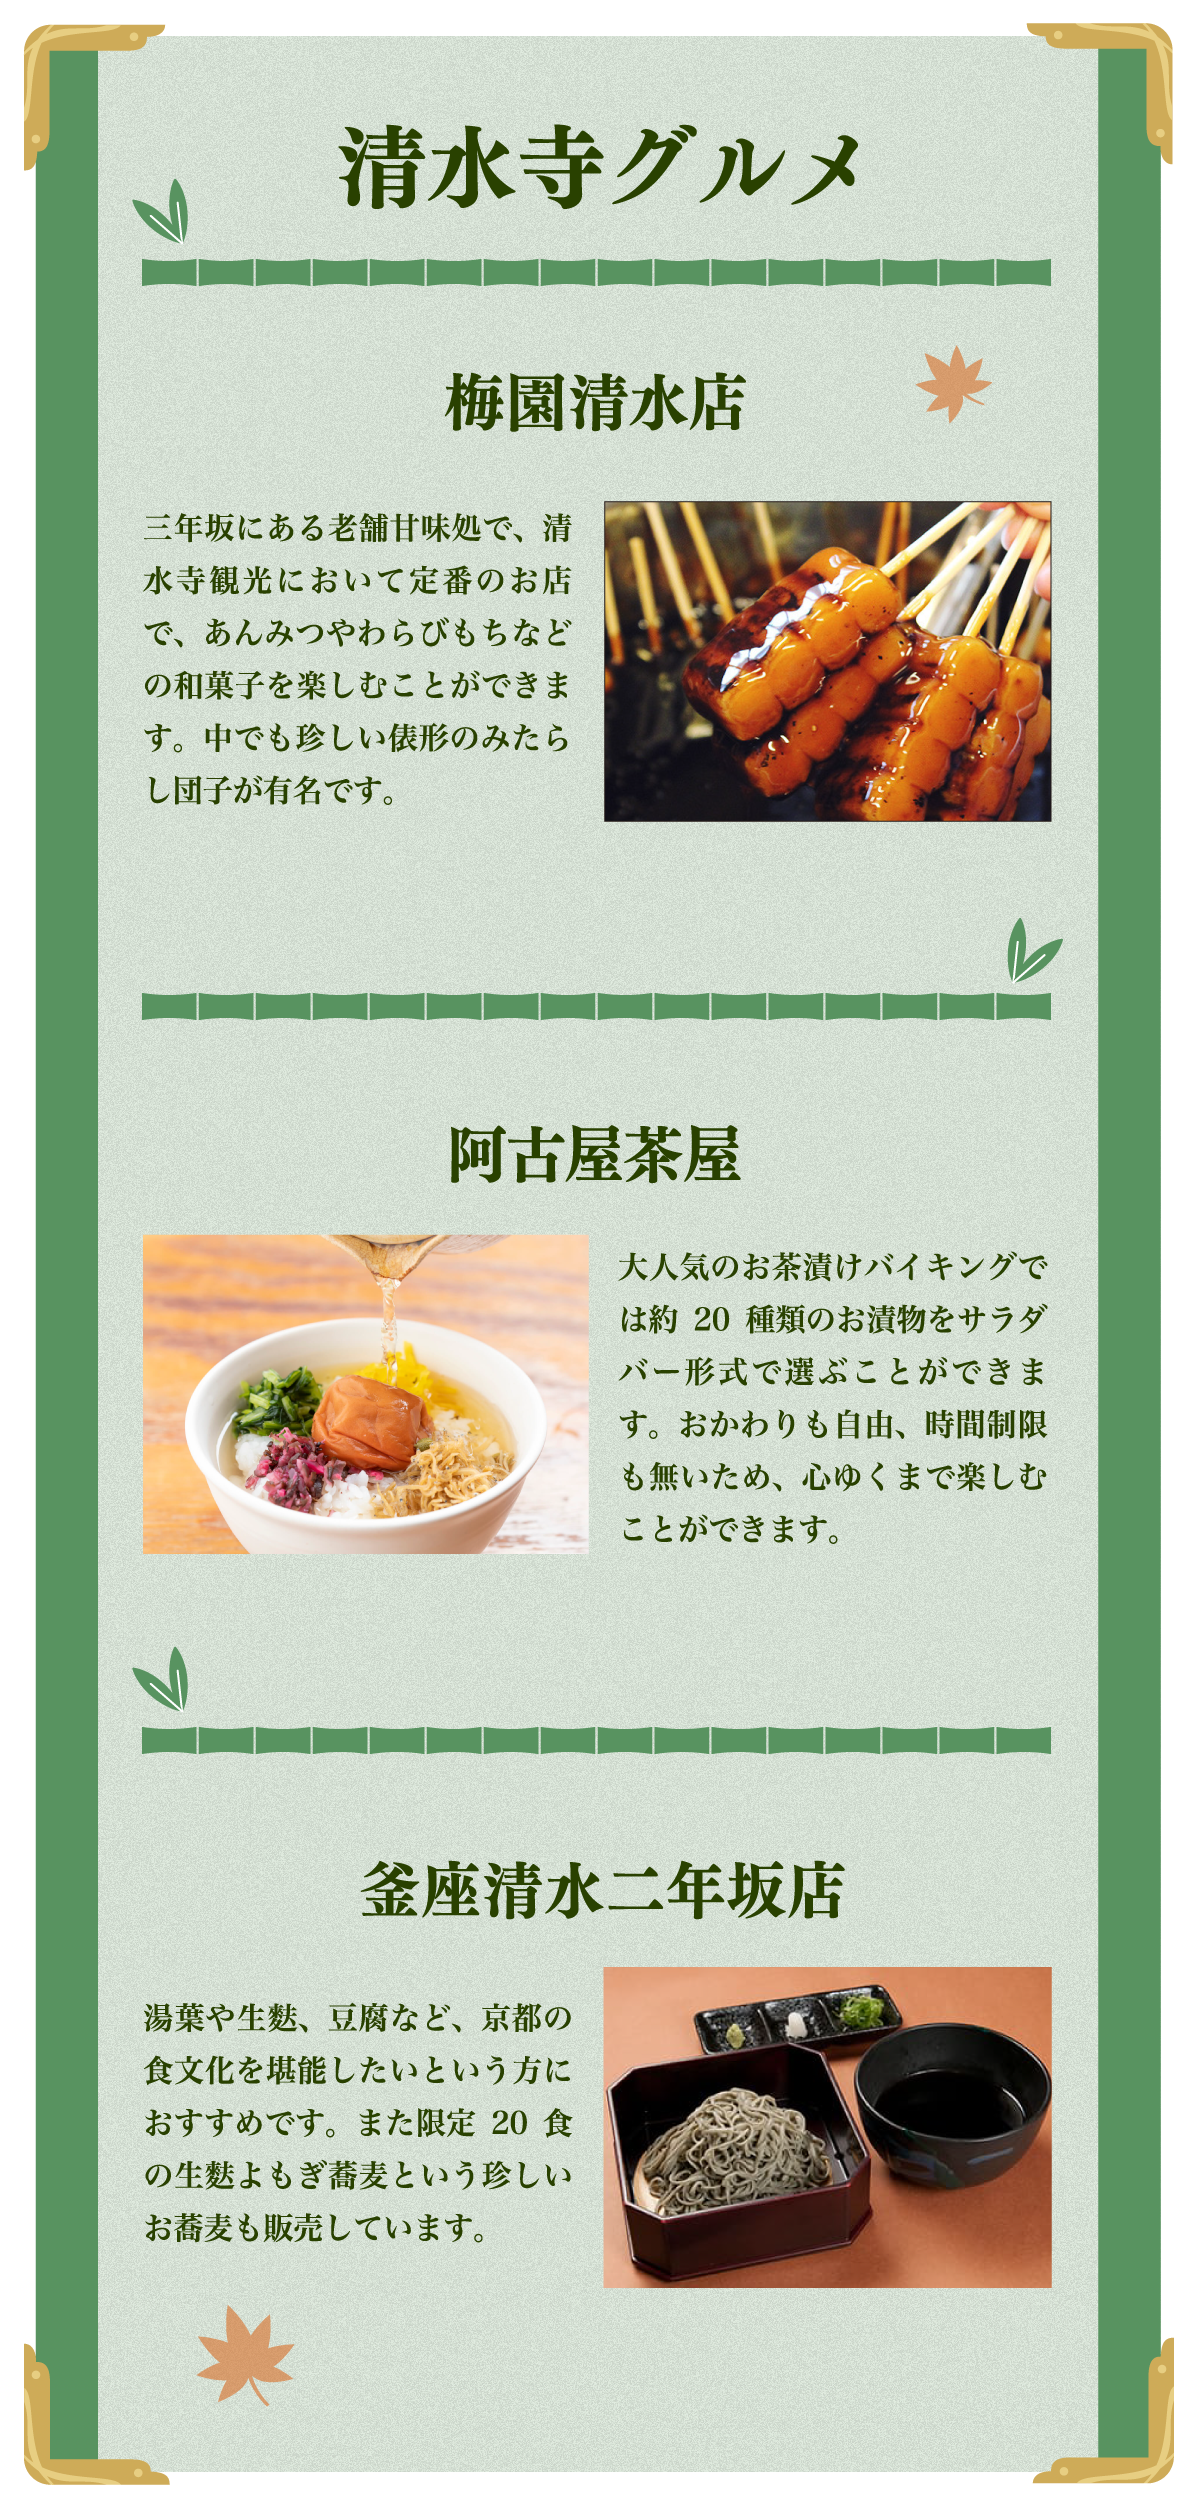 清水寺グルメ
梅園清水店
三年坂にある老舗甘味処で、清
水寺観光において定番のお店
で、あんみつやわらびもちなど
の和菓子を楽しむことができま
す。中でも珍しい俵形のみたら
し団子が有名です。
阿古屋茶屋
大人気のお茶漬けバイキングで
は約 20 種類のお漬物をサラダ
バー形式で選ぶことができま
す。おかわりも自由、時間制限
も無いため、心ゆくまで楽しむ
ことができます。
釜座清水二年坂店
湯葉や生麩、豆腐など、京都の
食文化を堪能したいという方に
おすすめです。また限定 20 食
の生麩よもぎ蕎麦という珍しい
お蕎麦も販売しています。